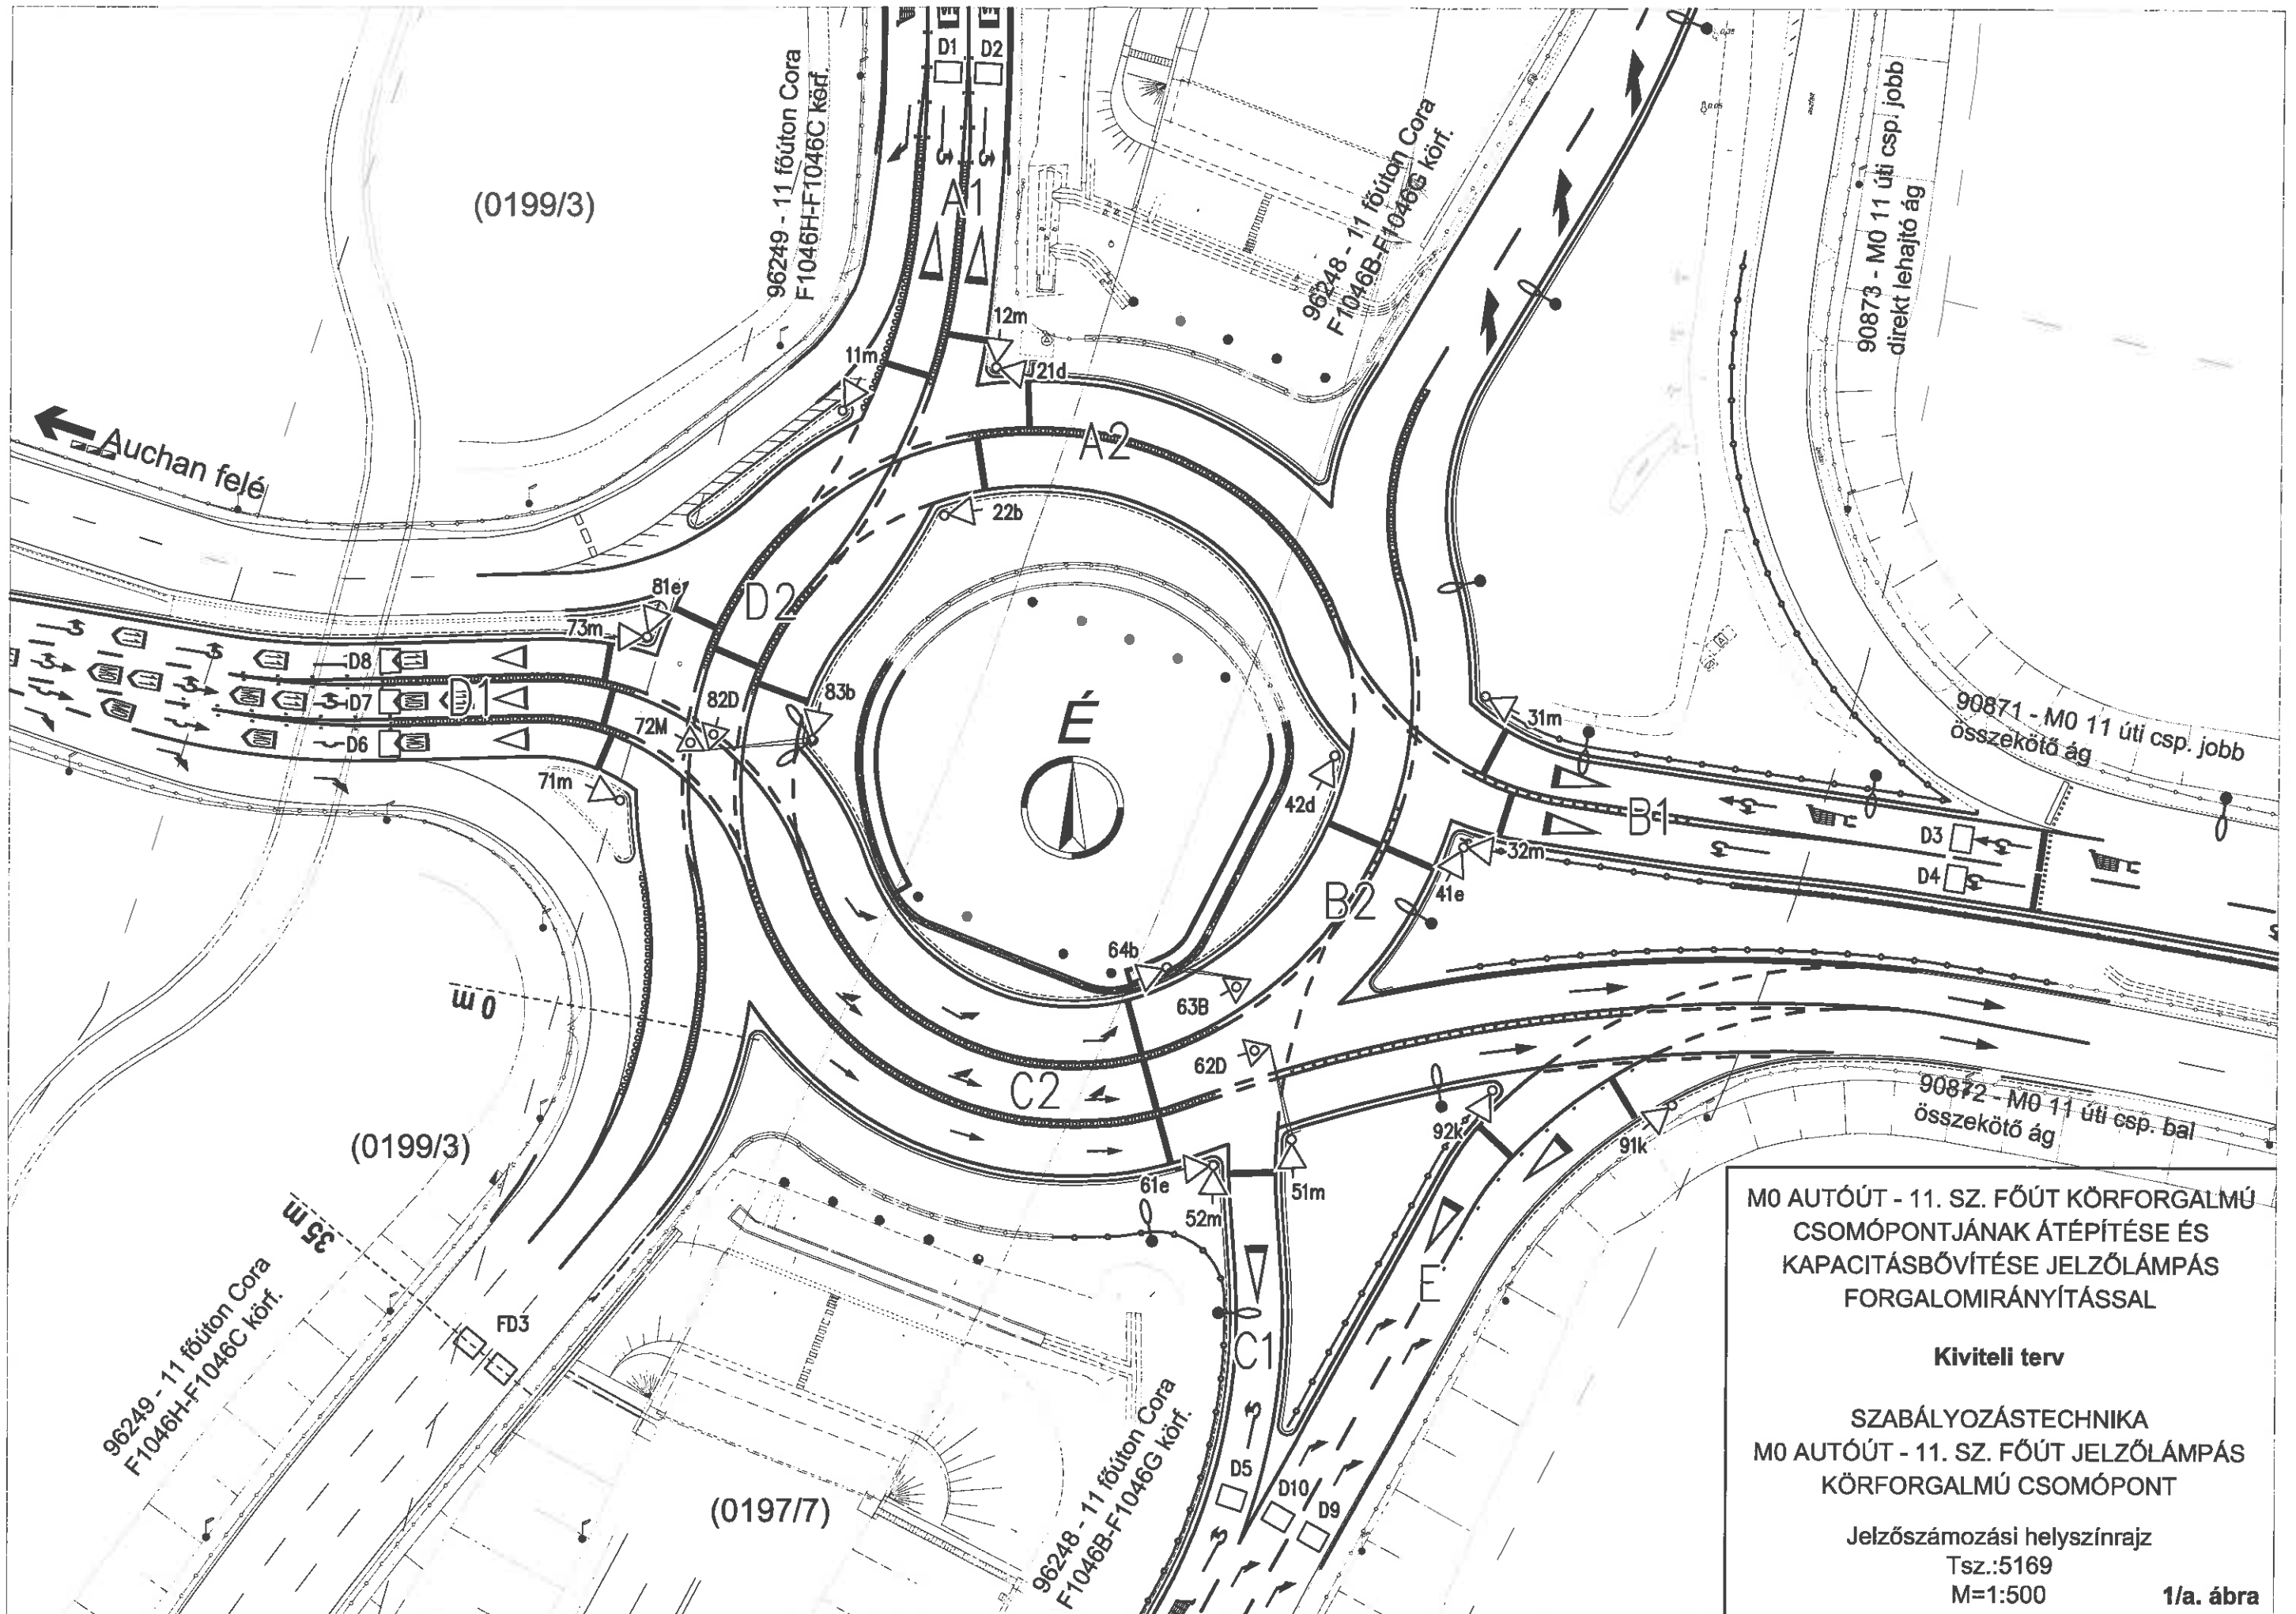 D1 D2
96249 - 11 főúton Cora
F1046H-F1046C körf.
(0199/3)
A1
96248 - 11 főúton Cora
F1046B-F1046G körf.
90873 - M0 11 úti csp. jobb
direkt lehajtó ág
12m
11m
21d
A2
Auchan felé
22b
81e
D2
73m
D8
D7
D1
D6
82D
83b
72M
71m
É
42d
31m
90871 - M0 11 úti csp. jobb
összekötő ág
B1
D3
D4
32m
41e
B2
64b
63B
62D
0 m
C2
92k
91k
90872 - M0 11 úti csp. bal
összekötő ág
(0199/3)
61e
52m
51m
35 m
96249 - 11 főúton Cora
F1046H-F1046C körf.
FD3
E
C1
(0197/7)
96248 - 11 főúton Cora
F1046B-F1046G körf.
D5
D10
D9
M0 AUTÓÚT - 11. SZ. FŐÚT KÖRFORGALMÚ
CSOMÓPONTJÁNAK ÁTÉPÍTÉSE ÉS
KAPACITÁSBŐVÍTÉSE JELZŐLÁMPÁS
FORGALOMIRÁNYÍTÁSSAL
Kiviteli terv
SZABÁLYOZÁSTECHNIKA
M0 AUTÓÚT - 11. SZ. FŐÚT JELZŐLÁMPÁS
KÖRFORGALMÚ CSOMÓPONT
Jelzőszámozási helyszínrajz
Tsz.:5169
M=1:500
1/a. ábra